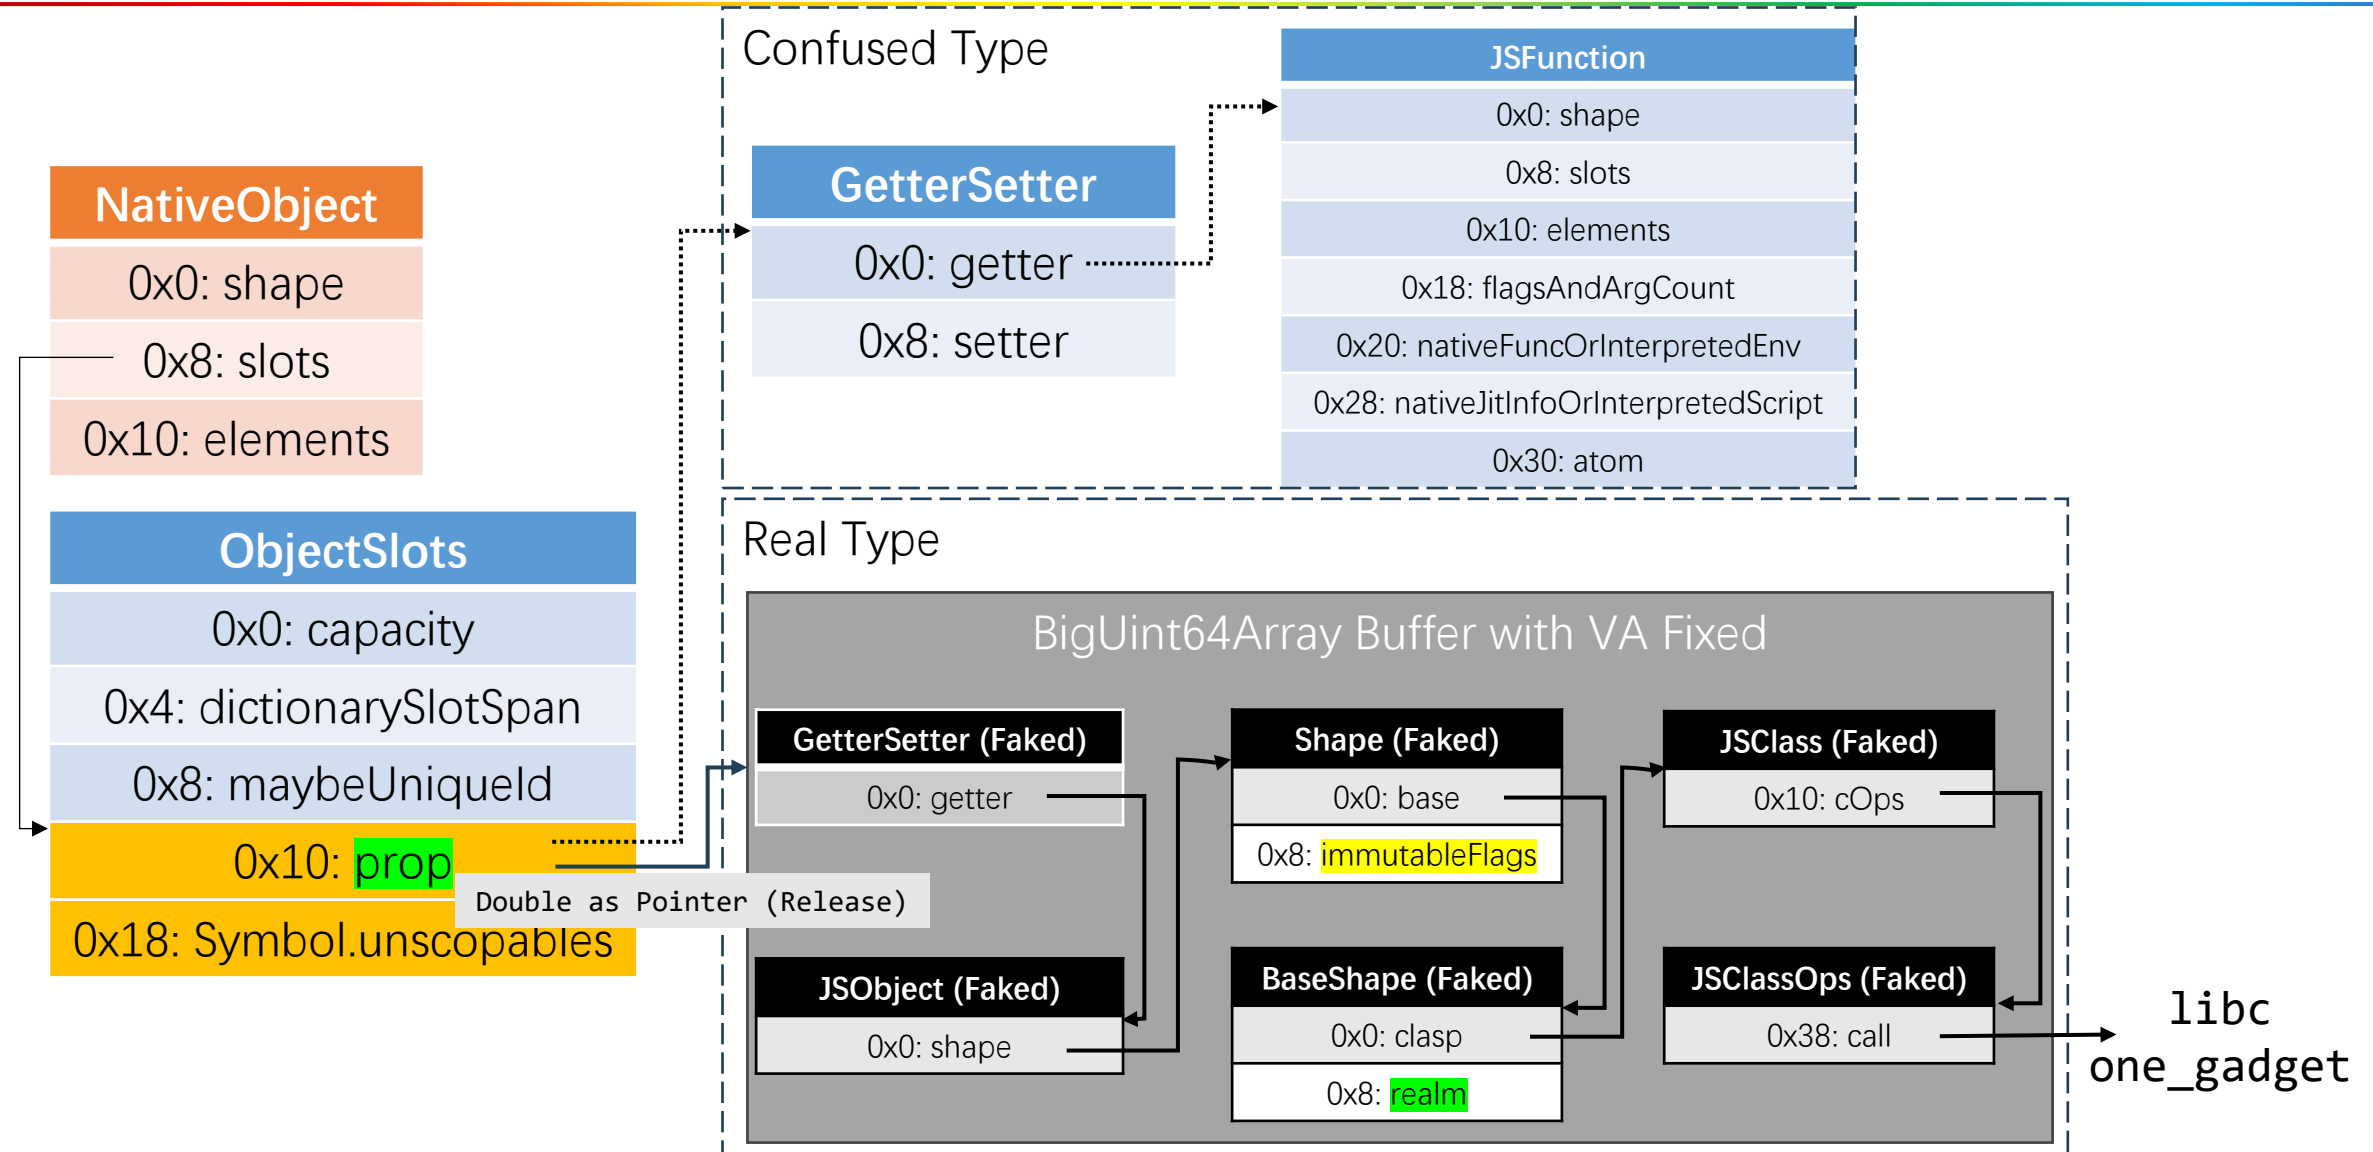 Confused Type
JSFunction
0x0: shape
0x8: slots
0x10: elements
0x18: flagsAndArgCount
0x20: nativeFuncOrInterpretedEnv
0x28: nativeJitInfoOrInterpretedScript
0x30: atom
GetterSetter
0x0: getter
0x8: setter
NativeObject
0x0: shape
0x8: slots
0x10: elements
ObjectSlots
0x0: capacity
0x4: dictionarySlotSpan
0x8: maybeUniqueId
0x10: prop
Double as Pointer (Release)
0x18: Symbol.unscopables
Real Type
BigUint64Array Buffer with VA Fixed
GetterSetter (Faked)
0x0: getter
Shape (Faked)
0x0: base
0x8: immutableFlags
JSClass (Faked)
0x10: cOps
JSObject (Faked)
0x0: shape
BaseShape (Faked)
0x0: clasp
0x8: realm
JSClassOps (Faked)
0x38: call
libc
one_gadget